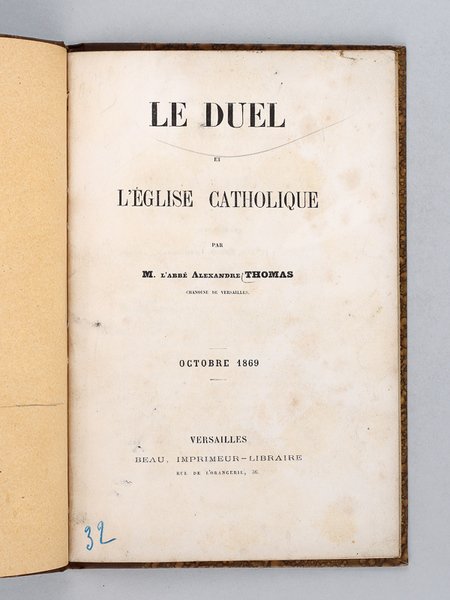 LE DUEL
ET
L'ÉGLISE CATHOLIQUE
PAR
M. L'ABBÉ ALEXANDRE THOMAS
CHANOINE DE VERSAILLES.
OCTOBRE 1869
VERSAILLES
BEAU, IMPRIMEUR-LIBRAIRE
RUE DE L'ORANGERIE, 36.
32